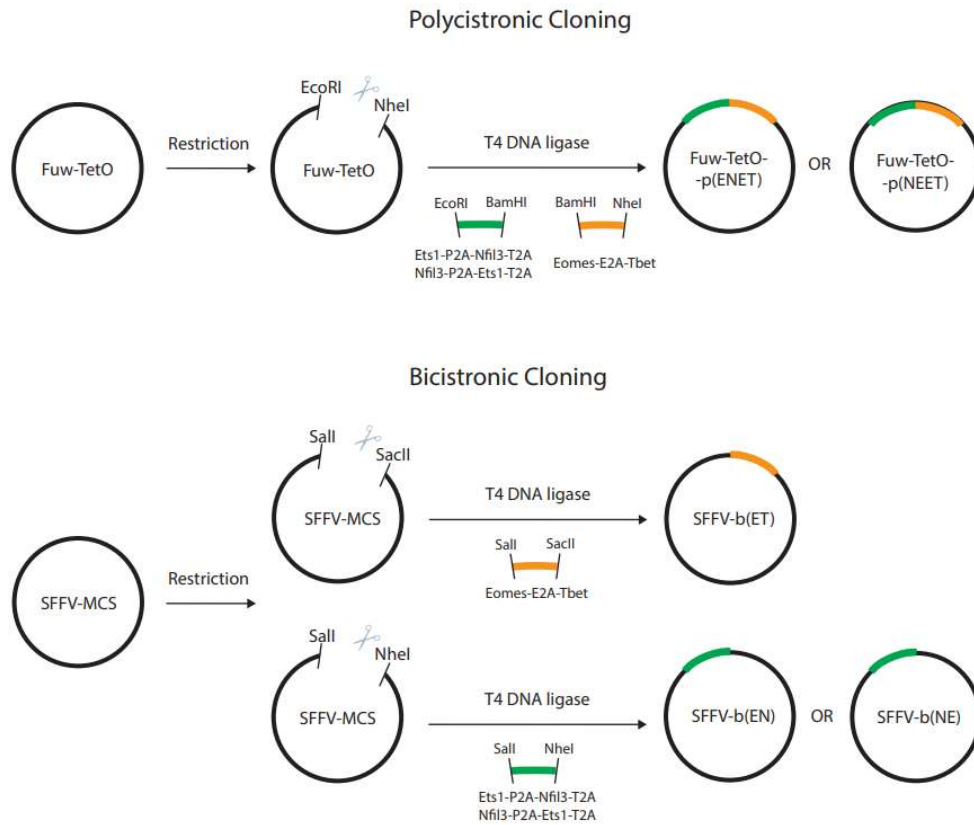 Polycistronic Cloning
EcoRI
NheI
Fuw-TetO
Restriction
Fuw-TetO
T4 DNA ligase
EcoRI BamHI
BamHI NheI
Ets1-P2A-Nfil3-T2A
Nfil3-P2A-Ets1-T2A
Eomes-E2A-Tbet
Fuw-TetO-
-p(ENET)
OR
Fuw-TetO-
-p(NEET)
Bicistronic Cloning
SFFV-MCS
Restriction
SalI
SacII
SFFV-MCS
T4 DNA ligase
SalI SacII
Eomes-E2A-Tbet
SFFV-b(ET)
SalI
NheI
SFFV-MCS
T4 DNA ligase
SalI NheI
Ets1-P2A-Nfil3-T2A
Nfil3-P2A-Ets1-T2A
SFFV-b(EN)
OR
SFFV-b(NE)